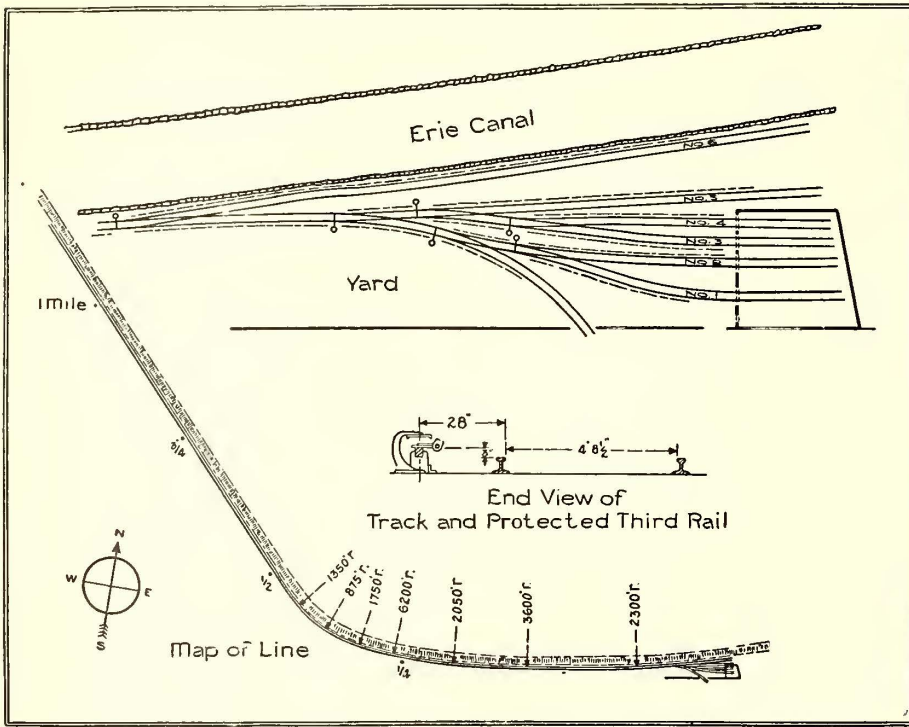 Erie Canal
NO.6
NO.5
NO.4
NO.3
NO.2
NO.1
Yard
1 mile
3/4
28"
4' 8½"
End View of
Track and Protected Third Rail
N
W
E
S
1/2
1350' r.
875' r.
1750' r.
6200' r.
2050' r.
3600' r.
2300' r.
Map of Line
1/4